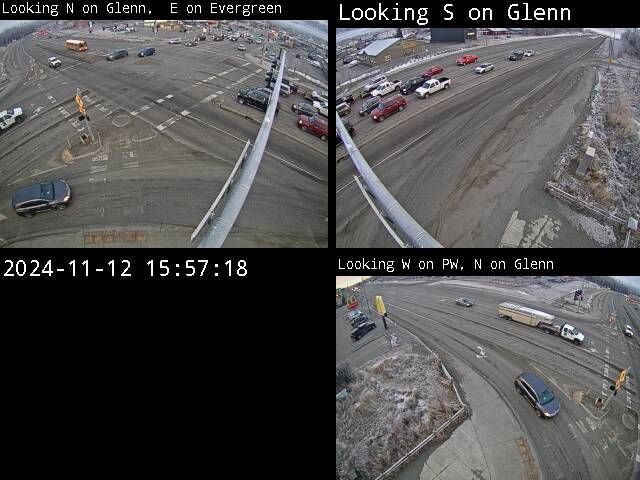 Looking N on Glenn,  E on Evergreen
Looking S on Glenn
2024-11-12 15:57:18
Looking W on PW, N on Glenn